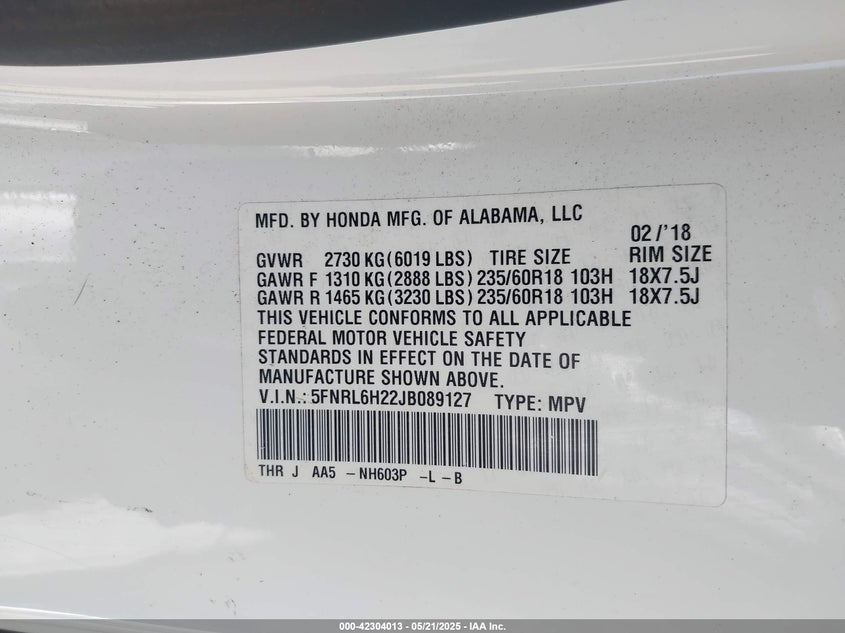 MFD. BY HONDA MFG. OF ALABAMA, LLC
02/'18
GVWR 2730 KG(6019 LBS) TIRE SIZE RIM SIZE
GAWR F 1310 KG(2888 LBS) 235/60R18 103H 18X7.5J
GAWR R 1465 KG(3230 LBS) 235/60R18 103H 18X7.5J
THIS VEHICLE CONFORMS TO ALL APPLICABLE
FEDERAL MOTOR VEHICLE SAFETY
STANDARDS IN EFFECT ON THE DATE OF
MANUFACTURE SHOWN ABOVE.
V.I.N.: 5FNRL6H22JB089127 TYPE: MPV
THR J AA5 -NH603P -L -B
000-42304013 - 05/21/2025 - IAA Inc.